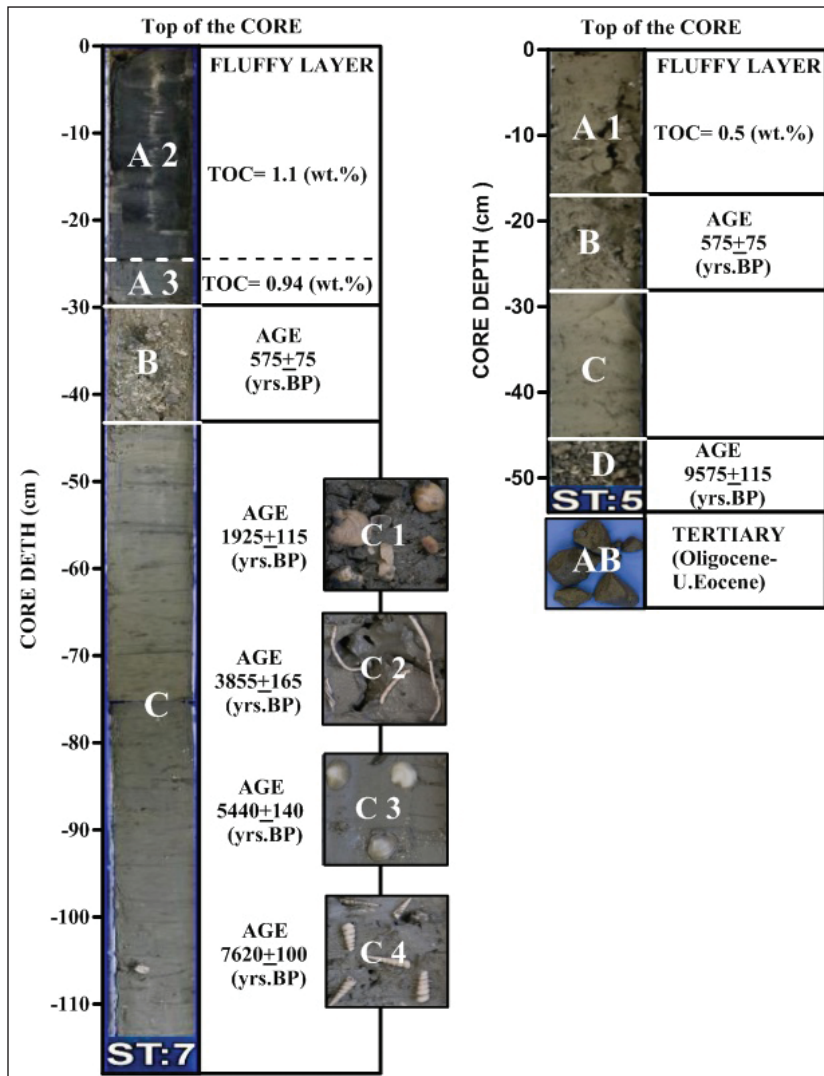 Top of the CORE
CORE DETH (cm )
0
-10
-20
-30
-40
-50
-60
-70
-80
-90
-100
-110
A 2
A 3
B
C
ST:7
FLUFFY LAYER
TOC= 1.1 (wt.%)
TOC= 0.94 (wt.%)
AGE
575±75
(yrs.BP)
AGE
1925±115
(yrs.BP)
C 1
AGE
3855±165
(yrs.BP)
C 2
AGE
5440±140
(yrs.BP)
C 3
AGE
7620±100
(yrs.BP)
C 4
Top of the CORE
CORE DEPTH (cm )
0
-10
-20
-30
-40
-50
A 1
B
C
D
ST:5
AB
FLUFFY LAYER
TOC= 0.5 (wt.%)
AGE
575±75
(yrs.BP)
AGE
9575±115
(yrs.BP)
TERTIARY
(Oligocene-
U.Eocene)